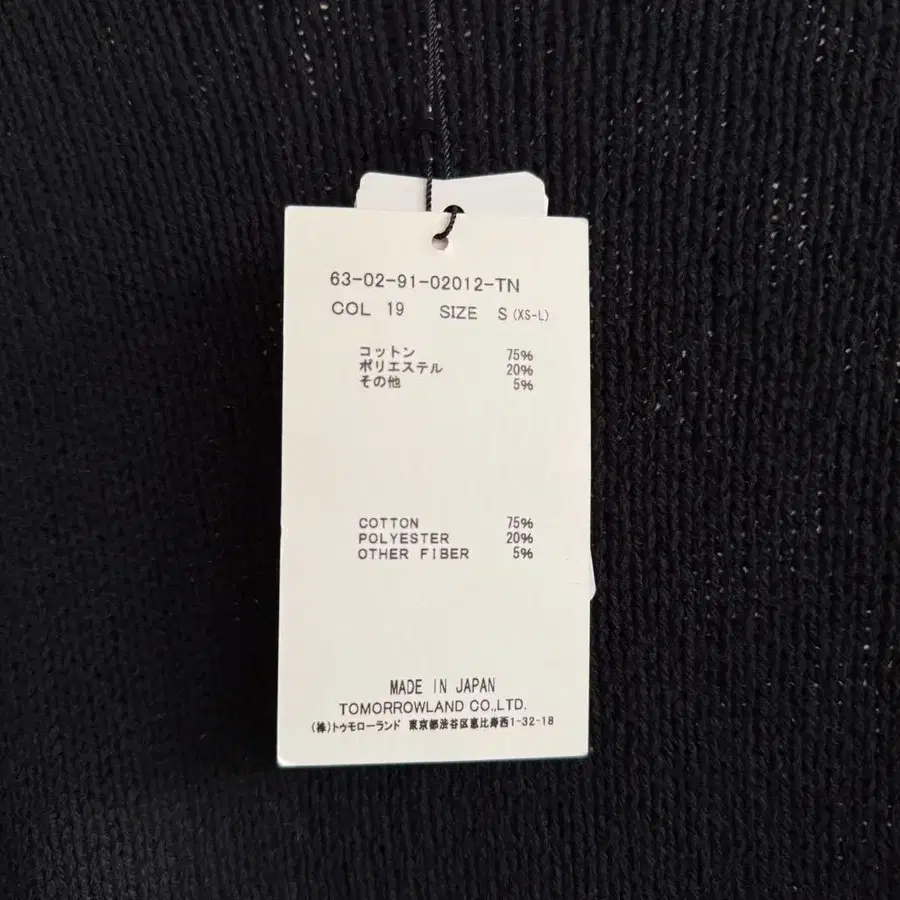 63-02-91-02012-TN
COL 19 SIZE S (XS-L)
コットン 75%
ポリエステル 20%
その他 5%
COTTON 75%
POLYESTER 20%
OTHER FIBER 5%
MADE IN JAPAN
TOMORROWLAND CO.,LTD.
(株)トゥモローランド 東京都渋谷区恵比寿西1-32-18